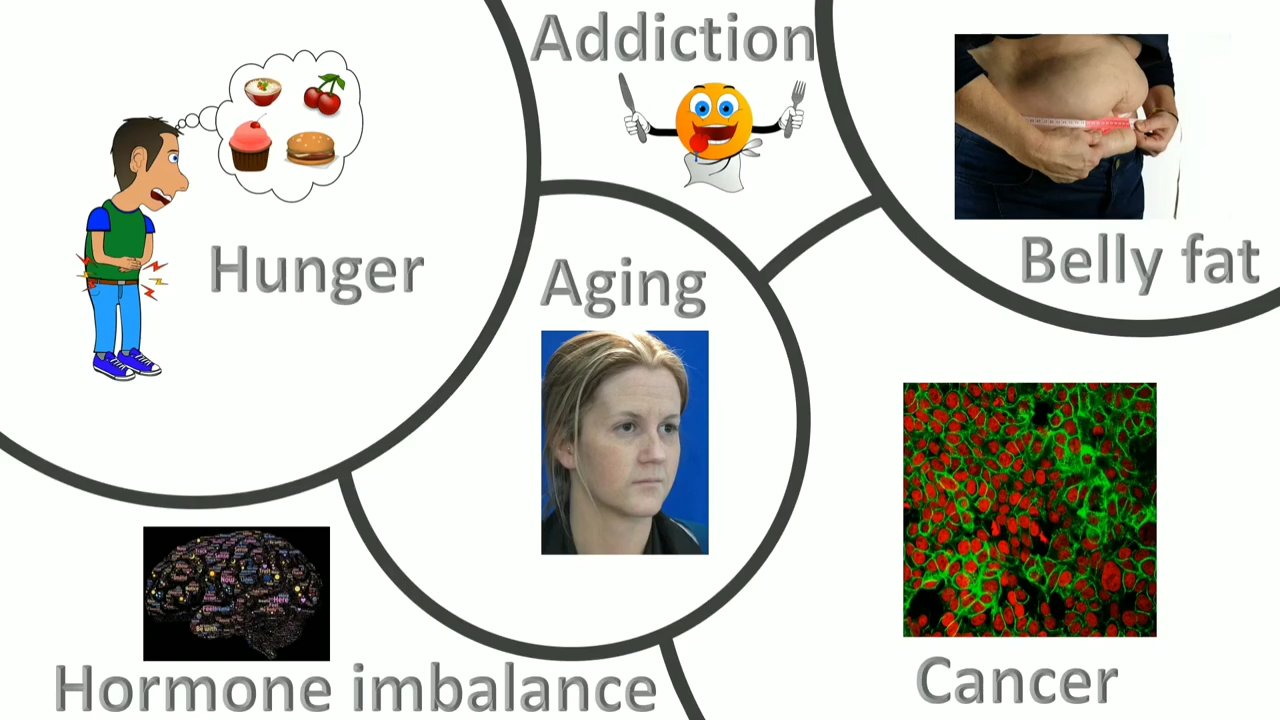 Addiction
Hunger
Aging
Belly fat
Hormone imbalance
Cancer